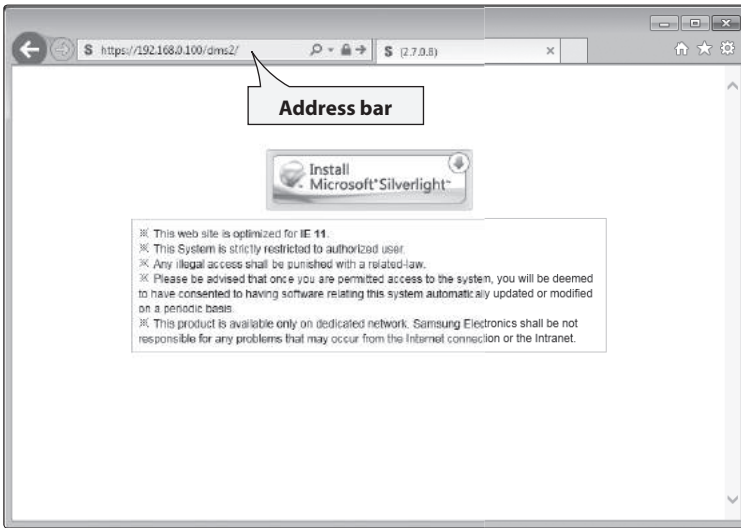 S https://192.168.0.100/dms2/
S (2.7.0.8)
Address bar
Install
Microsoft® Silverlight™
※ This web site is optimized for IE 11.
※ This System is strictly restricted to authorized user.
※ Any illegal access shall be punished with a related-law.
※ Please be advised that once you are permitted access to the system, you will be deemed
to have consented to having software relating this system automatically updated or modified
on a periodic basis.
※ This product is available only on dedicated network. Samsung Electronics shall be not
responsible for any problems that may occur from the Internet connection or the Intranet.